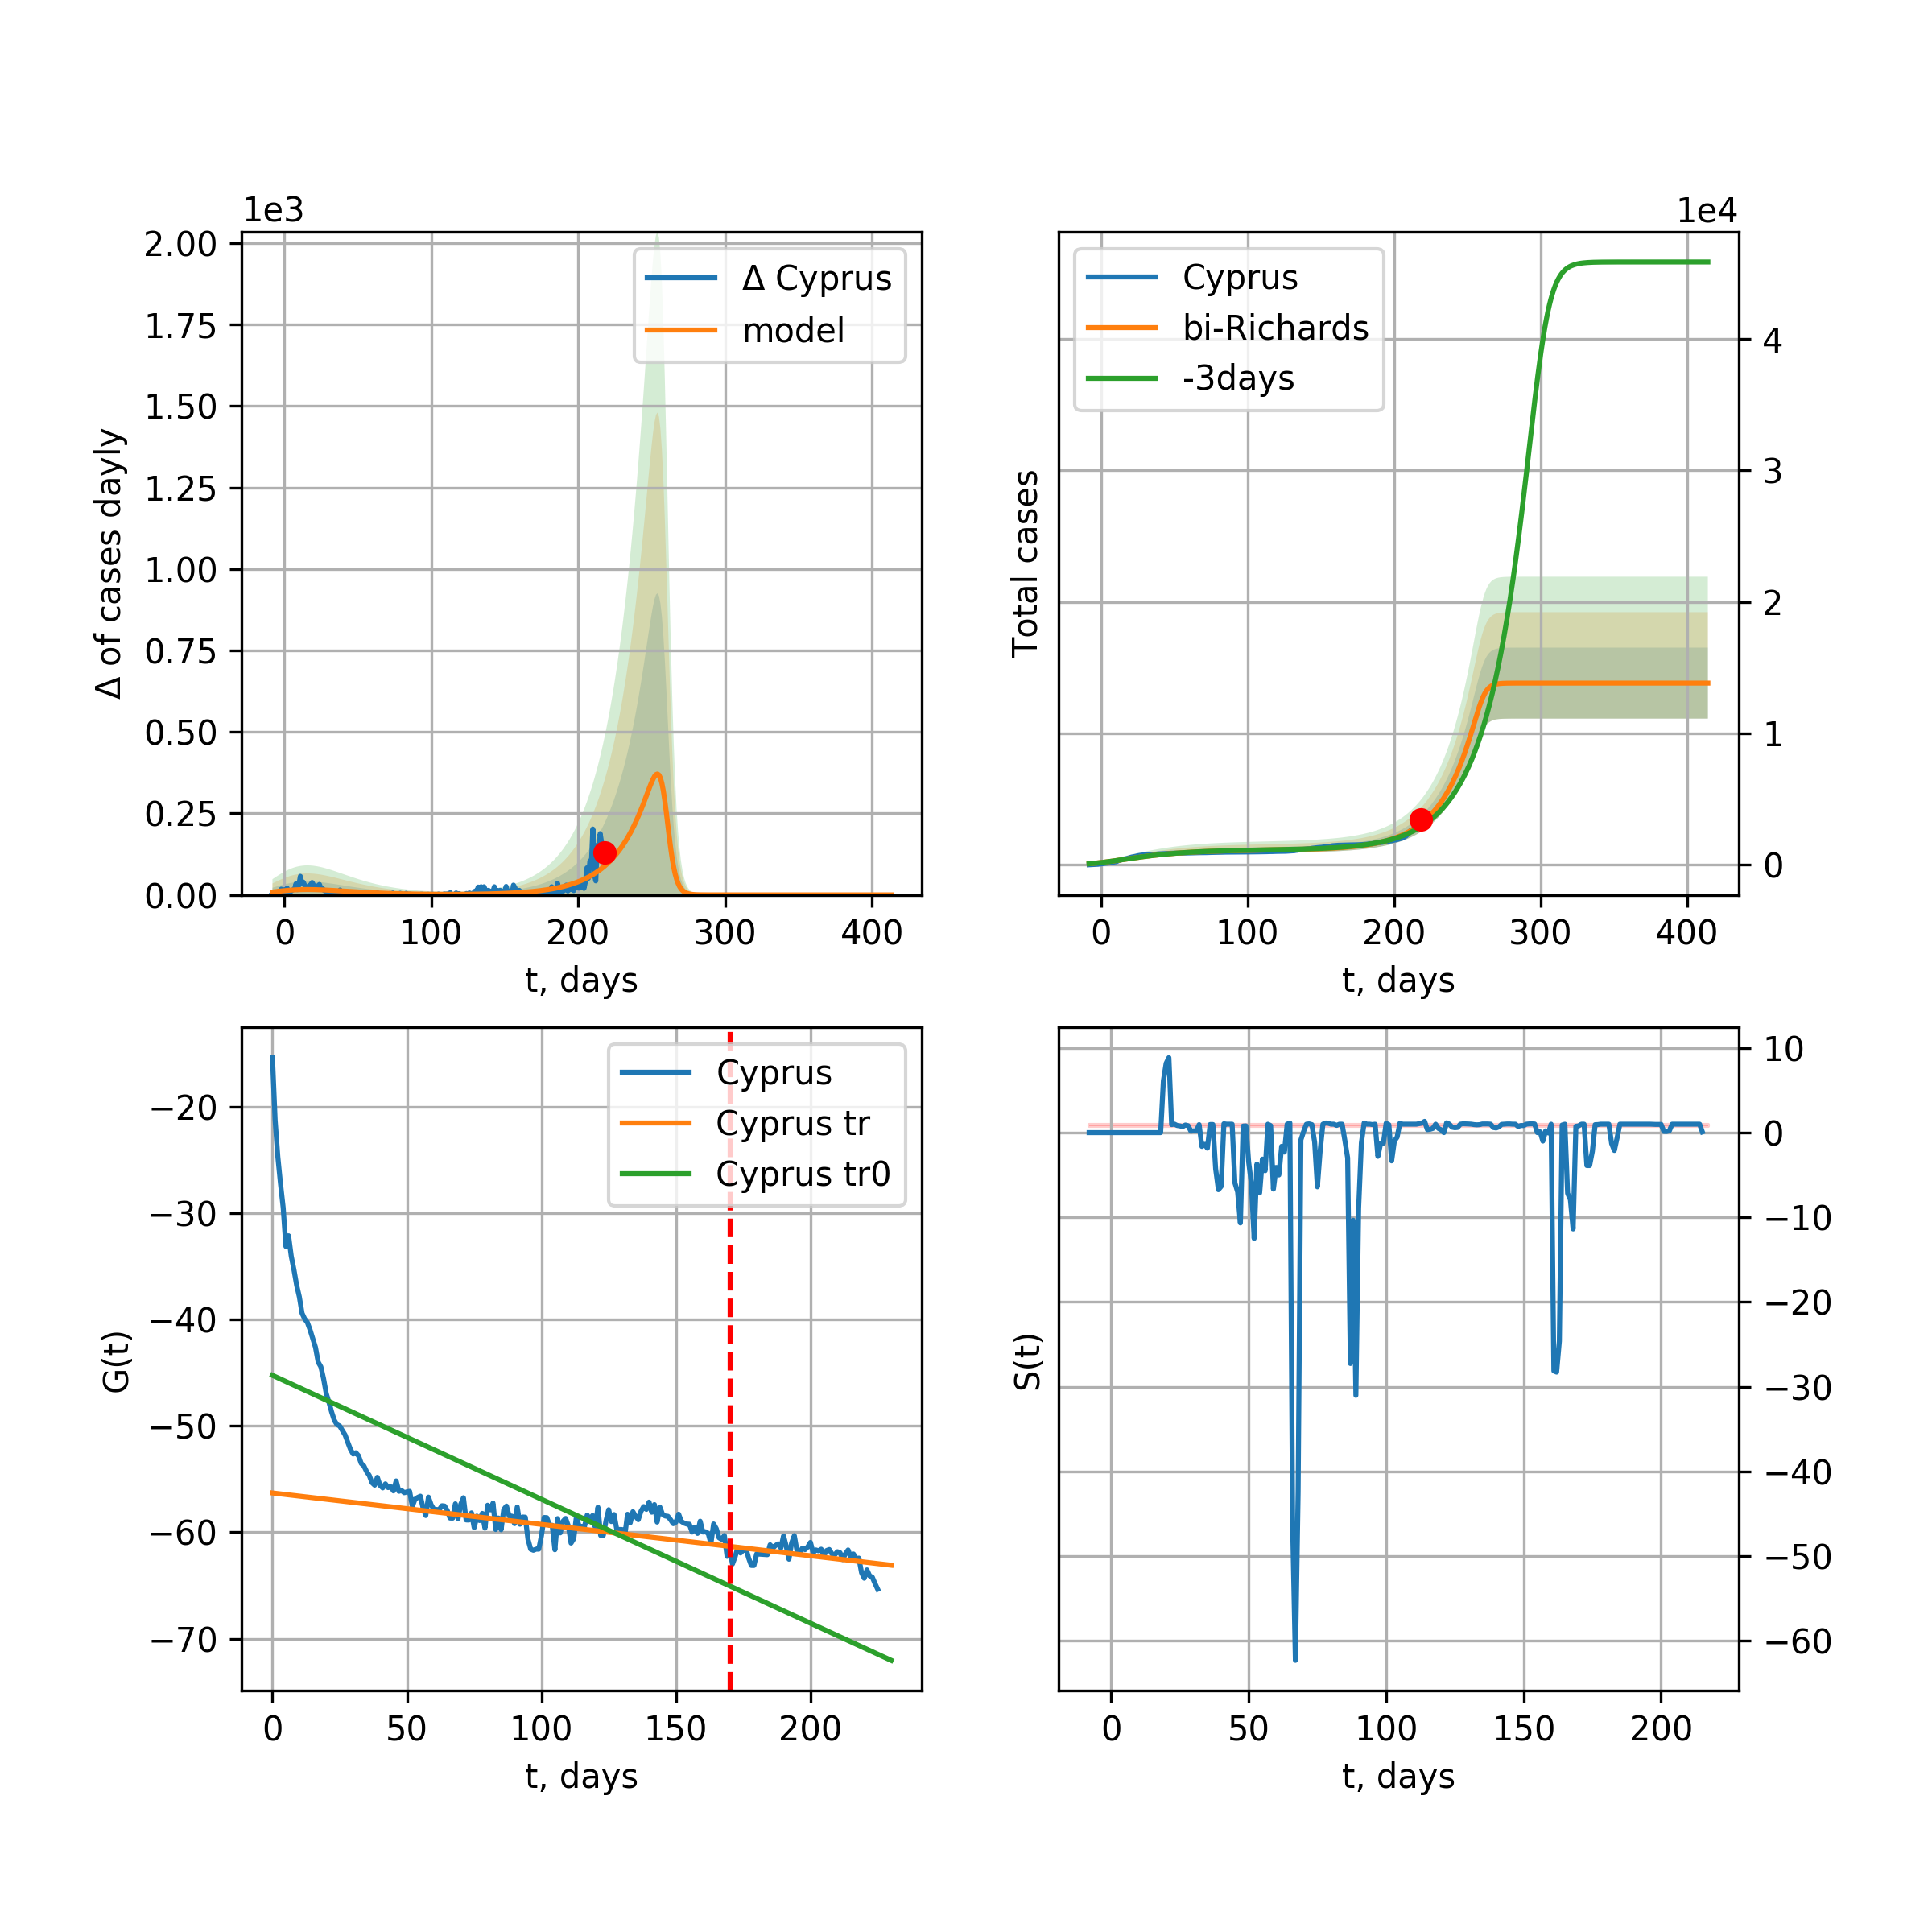 1e3
2.00
1.75
1.50
1.25
1.00
0.75
0.50
0.25
0.00
Δ of cases dayly
0 100 200 300 400
t, days
Δ Cyprus
model
1e4
4
3
2
1
0
Total cases
0 100 200 300 400
t, days
Cyprus
bi-Richards
-3days
−20
−30
−40
−50
−60
−70
G(t)
0 50 100 150 200
t, days
Cyprus
Cyprus tr
Cyprus tr0
10
0
−10
−20
−30
−40
−50
−60
S(t)
0 50 100 150 200
t, days